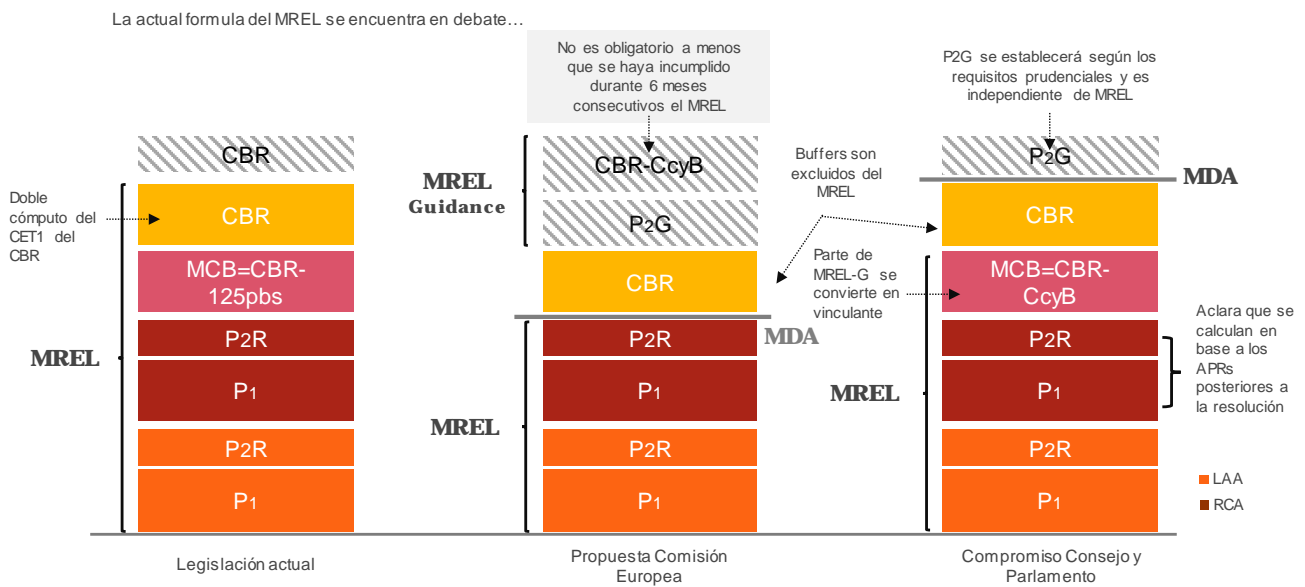 La actual formula del MREL se encuentra en debate…
No es obligatorio a menos
que se haya incumplido
durante 6 meses
consecutivos el MREL
P2G se establecerá según los
requisitos prudenciales y es
independiente de MREL
CBR
CBR
MCB=CBR-
125pbs
P2R
P1
P2R
P1
Doble
cómputo del
CET1 del
CBR
MREL
Legislación actual
MREL
Guidance
CBR-CcyB
P2G
CBR
MDA
P2R
P1
P2R
P1
MREL
Propuesta Comisión
Europea
Buffers son
excluidos del
MREL
Parte de
MREL-G se
convierte en
vinculante
P2G
MDA
CBR
MCB=CBR-
CcyB
P2R
P1
P2R
P1
MREL
Compromiso Consejo y
Parlamento
Aclara que se
calculan en
base a los
APRs
posteriores a
la resolución
LAA
RCA